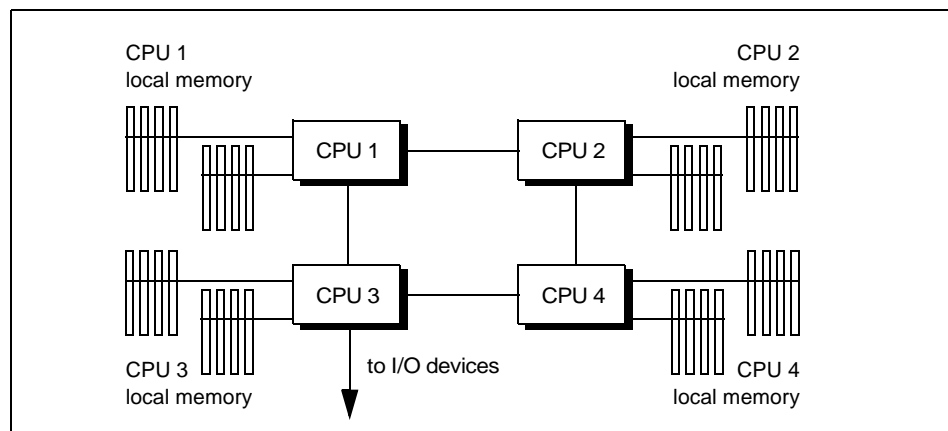 CPU 1
local memory
CPU 2
local memory
CPU 1
CPU 2
CPU 3
CPU 4
to I/O devices
CPU 3
local memory
CPU 4
local memory